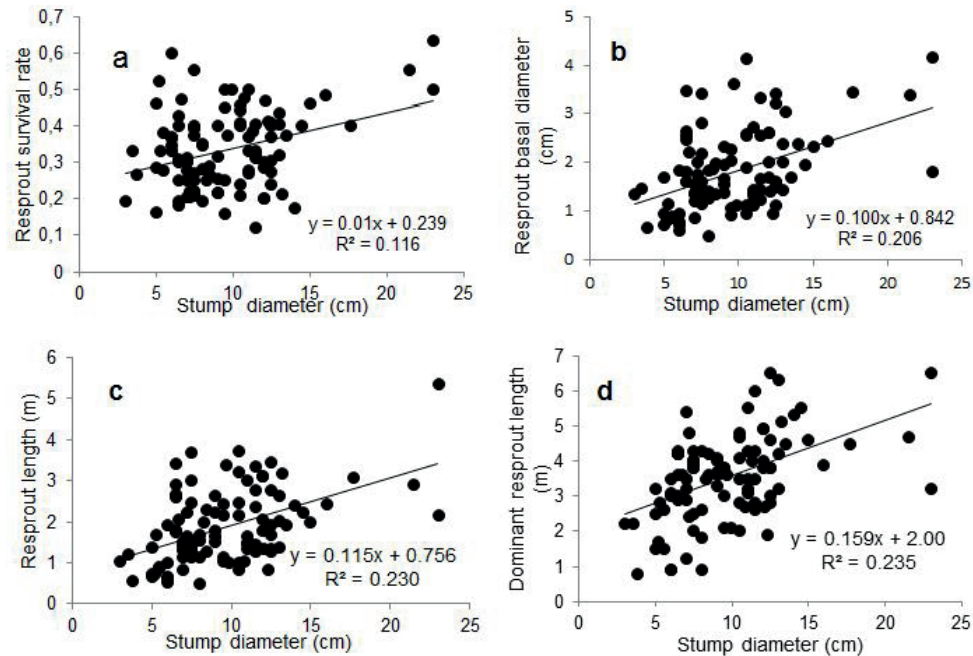 a
Resprout survival rate
0,8
0,7
0,6
0,5
0,4
0,3
0,2
0,1
0
y = 0.01x + 0.239
R² = 0.116
0 5 10 15 20 25
Stump diameter (cm)
b
Resprout basal diameter
(cm)
5
4
3
2
1
0
y = 0.100x + 0.842
R² = 0.206
0 5 10 15 20 25
Stump diameter (cm)
c
Resprout length (m)
6
5
4
3
2
1
0
y = 0.115x + 0.756
R² = 0.230
0 5 10 15 20 25
Stump diameter (cm)
d
Dominant resprout length
(m)
7
6
5
4
3
2
1
0
y = 0.159x + 2.00
R² = 0.235
0 5 10 15 20 25
Stump diameter (cm)